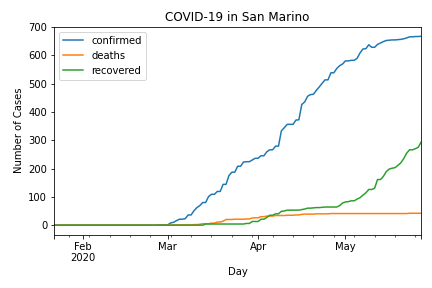 COVID-19 in San Marino
confirmed
deaths
recovered
Number of Cases
700
600
500
400
300
200
100
0
Feb
2020
Mar
Apr
May
Day